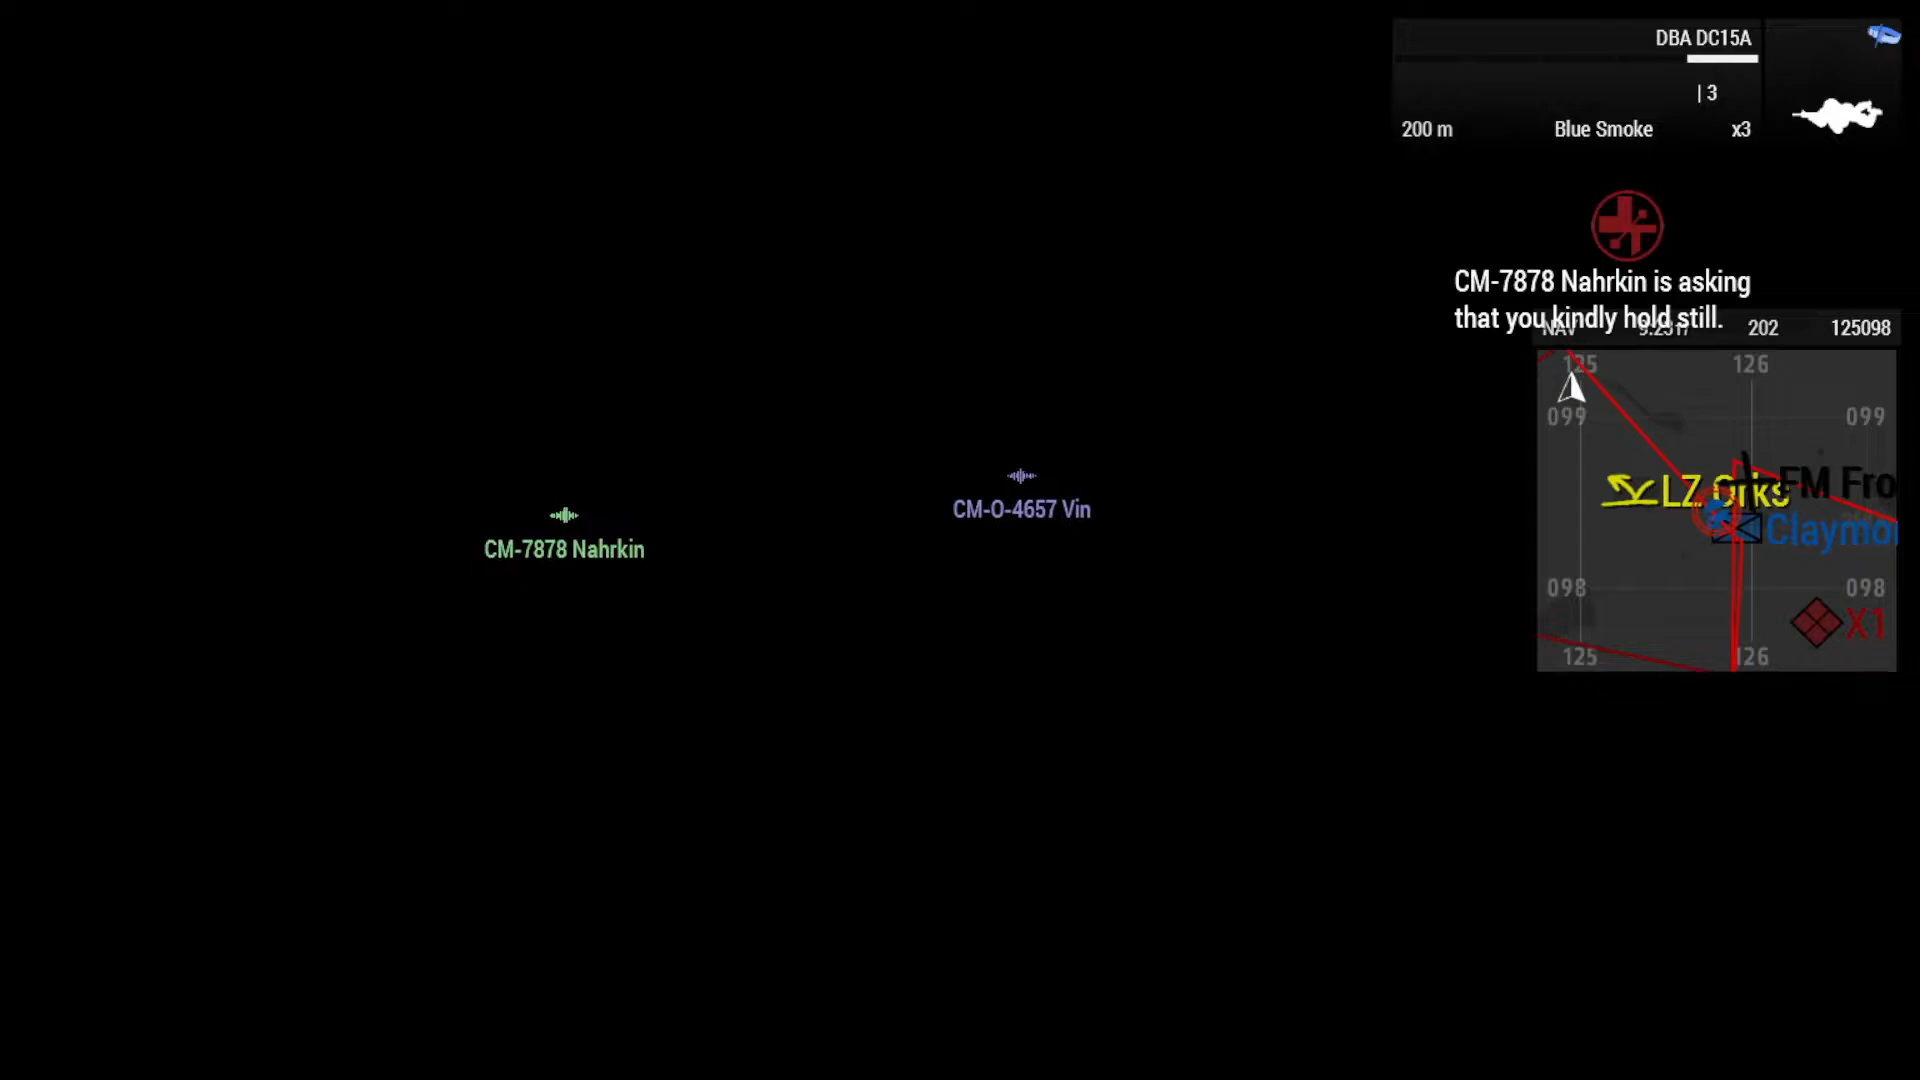 DBA DC15A
| 3
200 m Blue Smoke x3
CM-7878 Nahrkin is asking
that you kindly hold still.
NAV 202 125098
125 126
099 099
LZ Orks FM Fro
Claymo
098 098
X1
125 126
CM-O-4657 Vin
CM-7878 Nahrkin